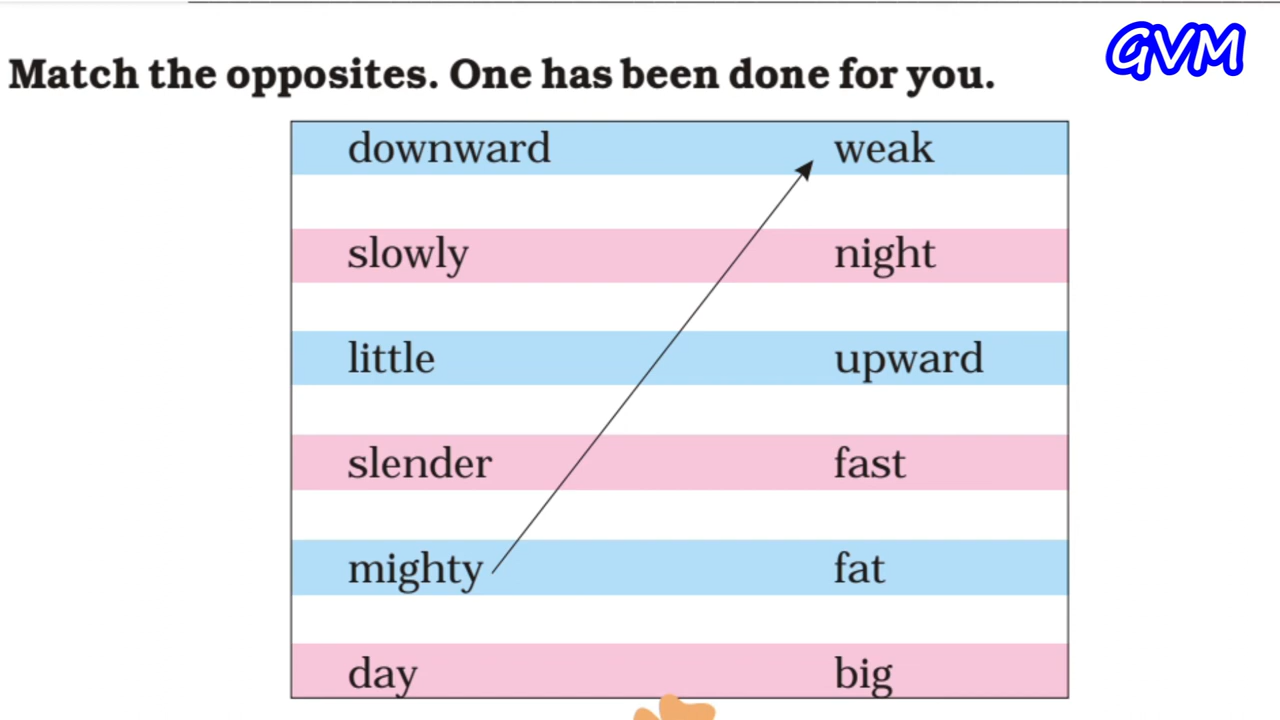 GVM
Match the opposites. One has been done for you.
downward weak
slowly night
little upward
slender fast
mighty fat
day big